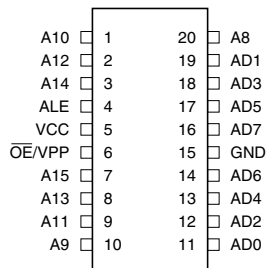 A10 1 20 A8
A12 2 19 AD1
A14 3 18 AD3
ALE 4 17 AD5
VCC 5 16 AD7
O̅E̅/VPP 6 15 GND
A15 7 14 AD6
A13 8 13 AD4
A11 9 12 AD2
A9 10 11 AD0